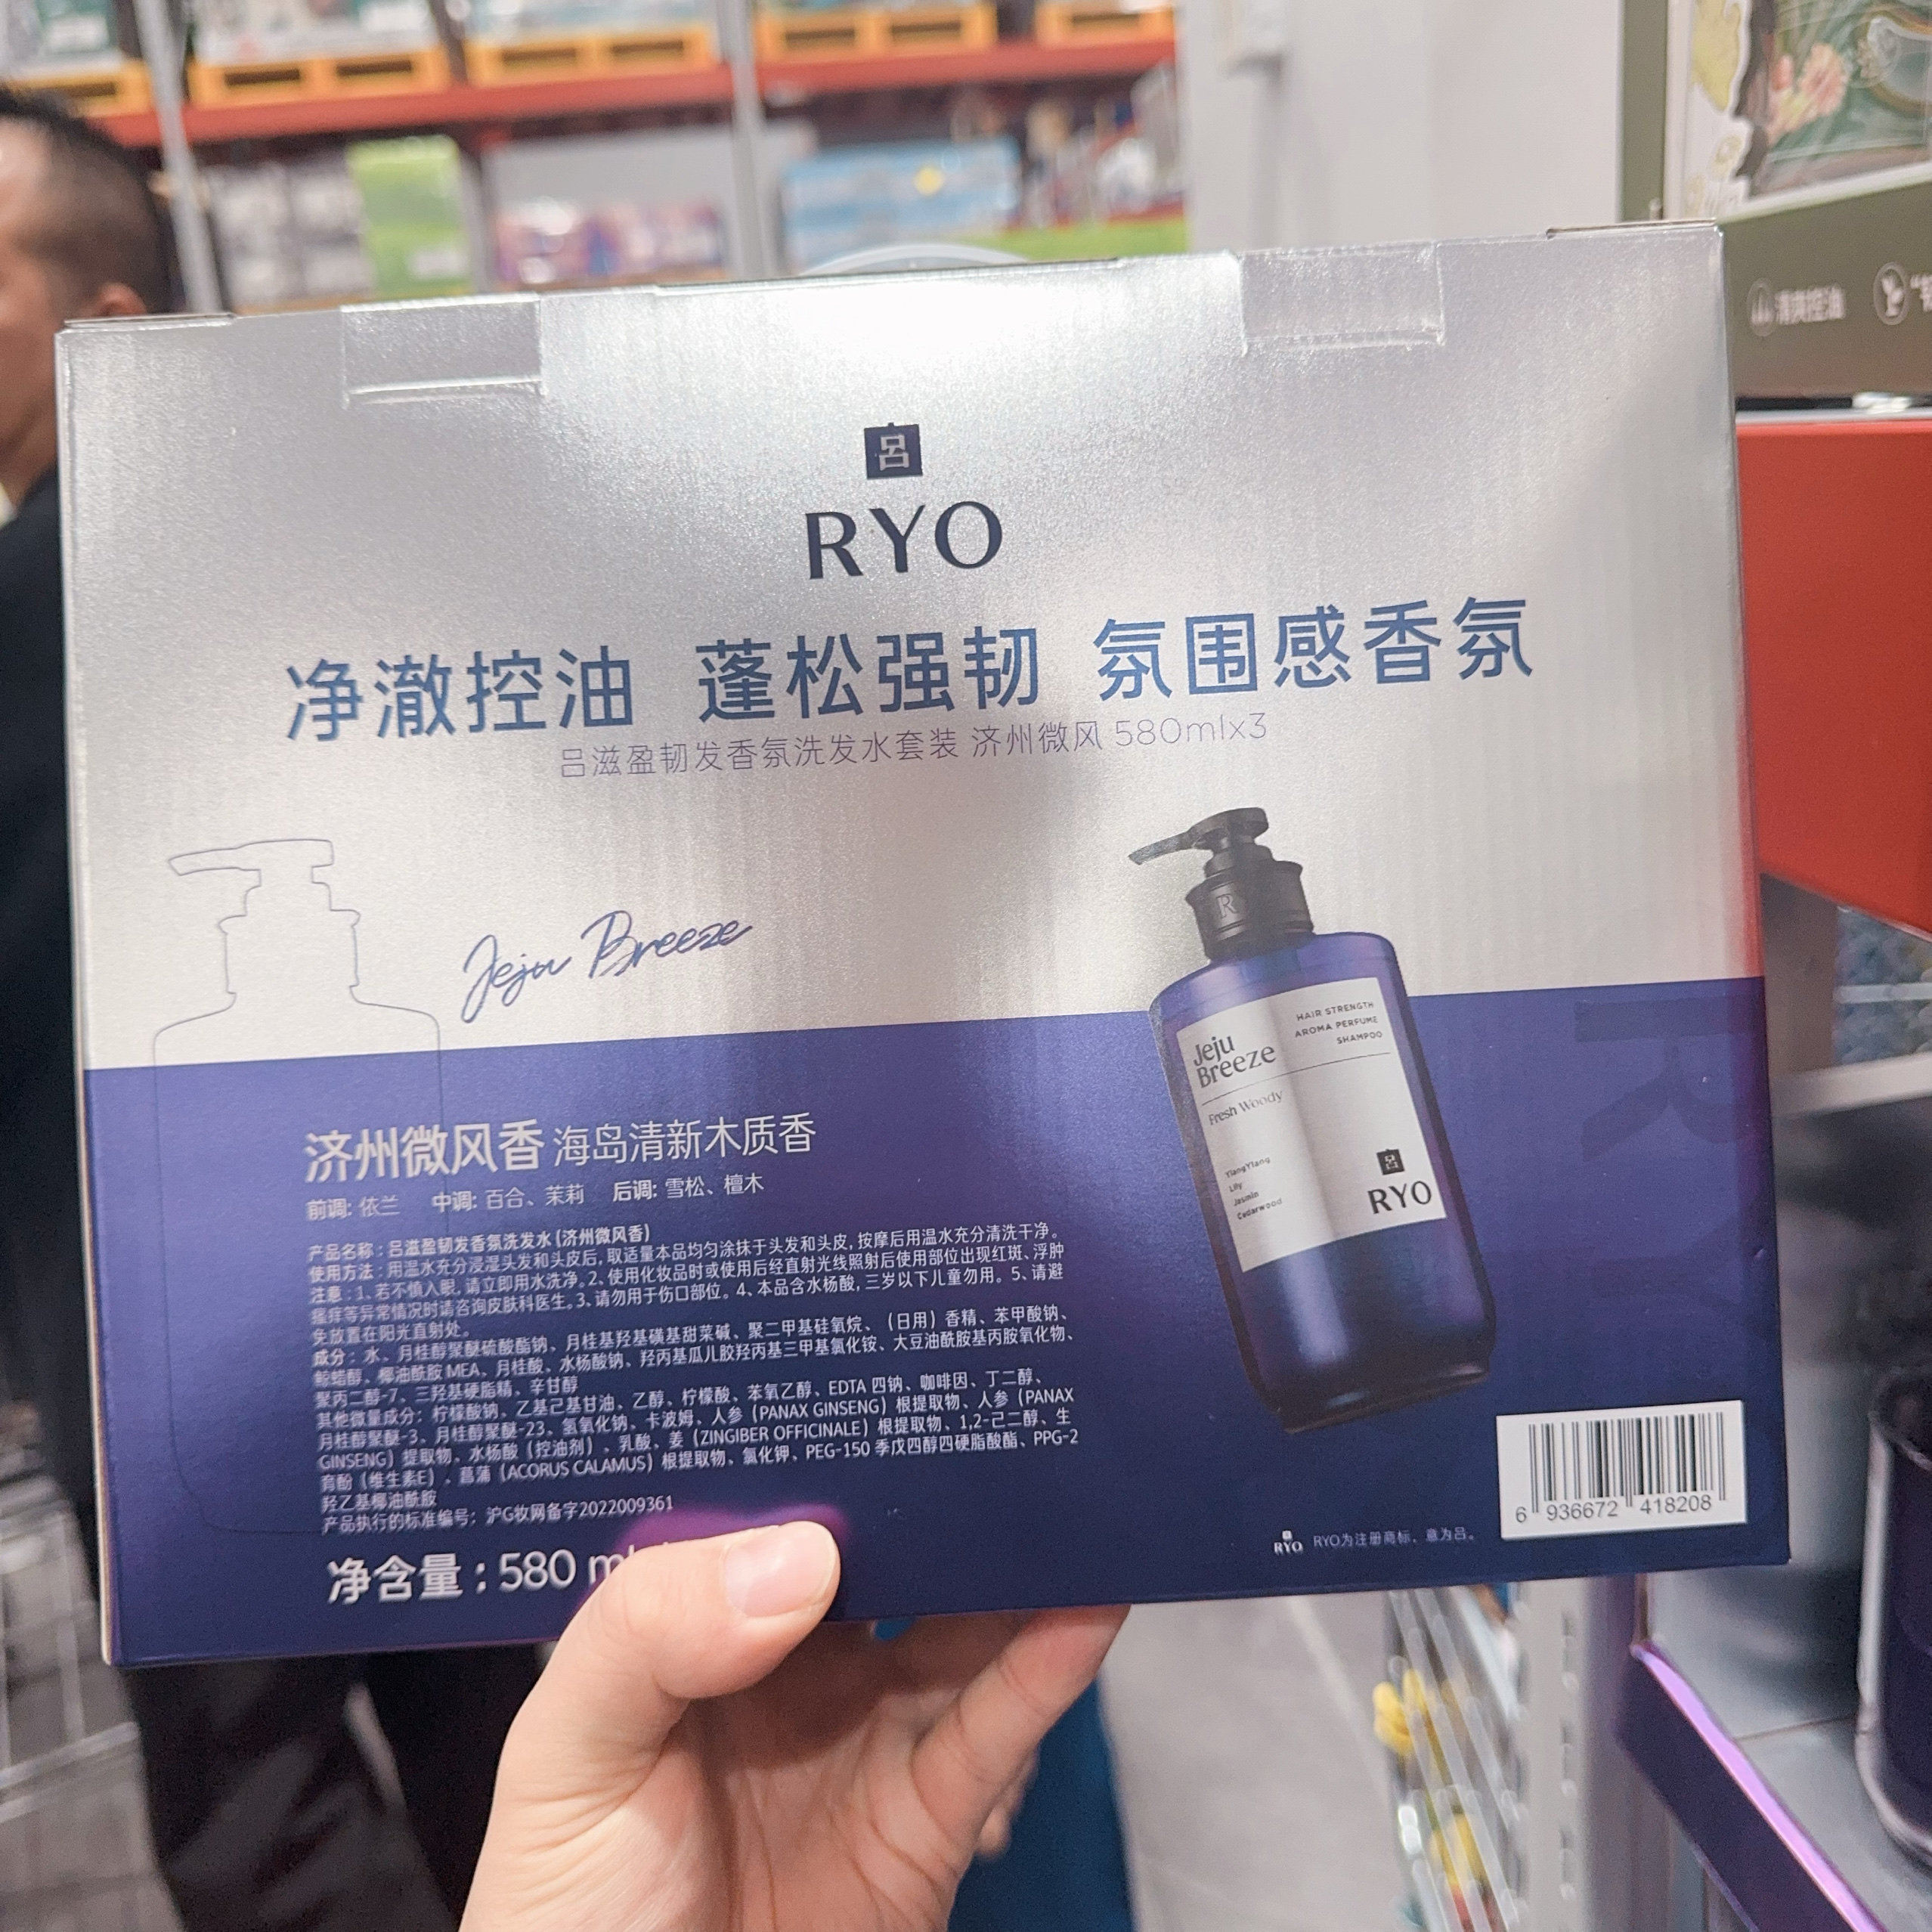 清爽控油
吕
RYO
净澈控油 蓬松强韧 氛围感香氛
吕滋盈韧发香氛洗发水套装 济州微风 580mlx3
Jeju Breeze
R
HAIR STRENGTH
AROMA PERFUME
SHAMPOO
Jeju
Breeze
Fresh Woody
YlangYlang
Lily
Jasmin
Cedarwood
吕
RYO
济州微风香 海岛清新木质香
前调: 依兰 中调: 百合、茉莉 后调: 雪松、檀木
产品名称：吕滋盈韧发香氛洗发水 (济州微风香)
使用方法：用温水充分浸湿头发和头皮后, 取适量本品均匀涂抹于头发和头皮, 按摩后用温水充分清洗干净。
注意：1、若不慎入眼, 请立即用水洗净。2、使用化妆品时或使用后经直射光线照射后使用部位出现红斑、浮肿
瘙痒等异常情况时请咨询皮肤科医生。3、请勿用于伤口部位。4、本品含水杨酸, 三岁以下儿童勿用。5、请避
免放置在阳光直射处。
成分：水、月桂醇聚醚硫酸酯钠、月桂基羟基磺基甜菜碱、聚二甲基硅氧烷、（日用）香精、苯甲酸钠、
鲸蜡醇、椰油酰胺 MEA、月桂酸、水杨酸钠、羟丙基瓜儿胶羟丙基三甲基氯化铵、大豆油酰胺基丙胺氧化物、
聚丙二醇-7、三羟基硬脂精、辛甘醇
其他微量成分：柠檬酸钠、乙基己基甘油、乙醇、柠檬酸、苯氧乙醇、EDTA 四钠、咖啡因、丁二醇、
月桂醇聚醚-3、月桂醇聚醚-23、氢氧化钠、卡波姆、人参（PANAX GINSENG）根提取物、人参（PANAX
GINSENG）提取物、水杨酸（控油剂）、乳酸、姜（ZINGIBER OFFICINALE）根提取物、1,2-己二醇、生
育酚（维生素E）、菖蒲（ACORUS CALAMUS）根提取物、氯化钾、PEG-150 季戊四醇四硬脂酸酯、PPG-2
羟乙基椰油酰胺
产品执行的标准编号：沪G妆网备字2022009361
净含量：580 ml
RYO RYO为注册商标，意为吕。
6 936672 418208